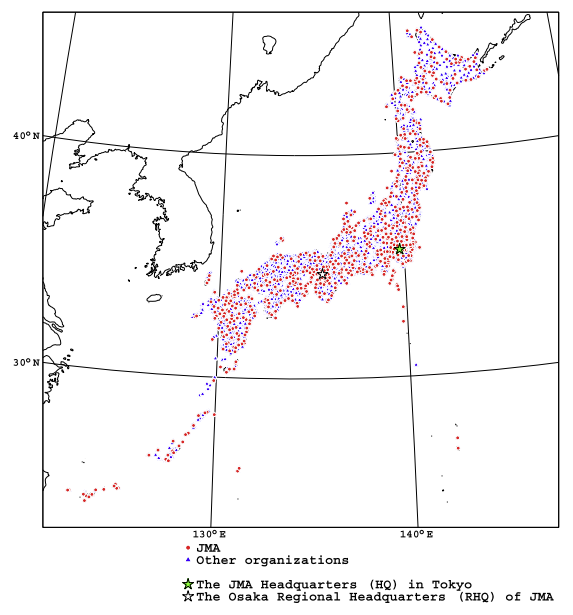 40°N
30°N
130°E 140°E
JMA
Other organizations
The JMA Headquarters (HQ) in Tokyo
The Osaka Regional Headquarters (RHQ) of JMA